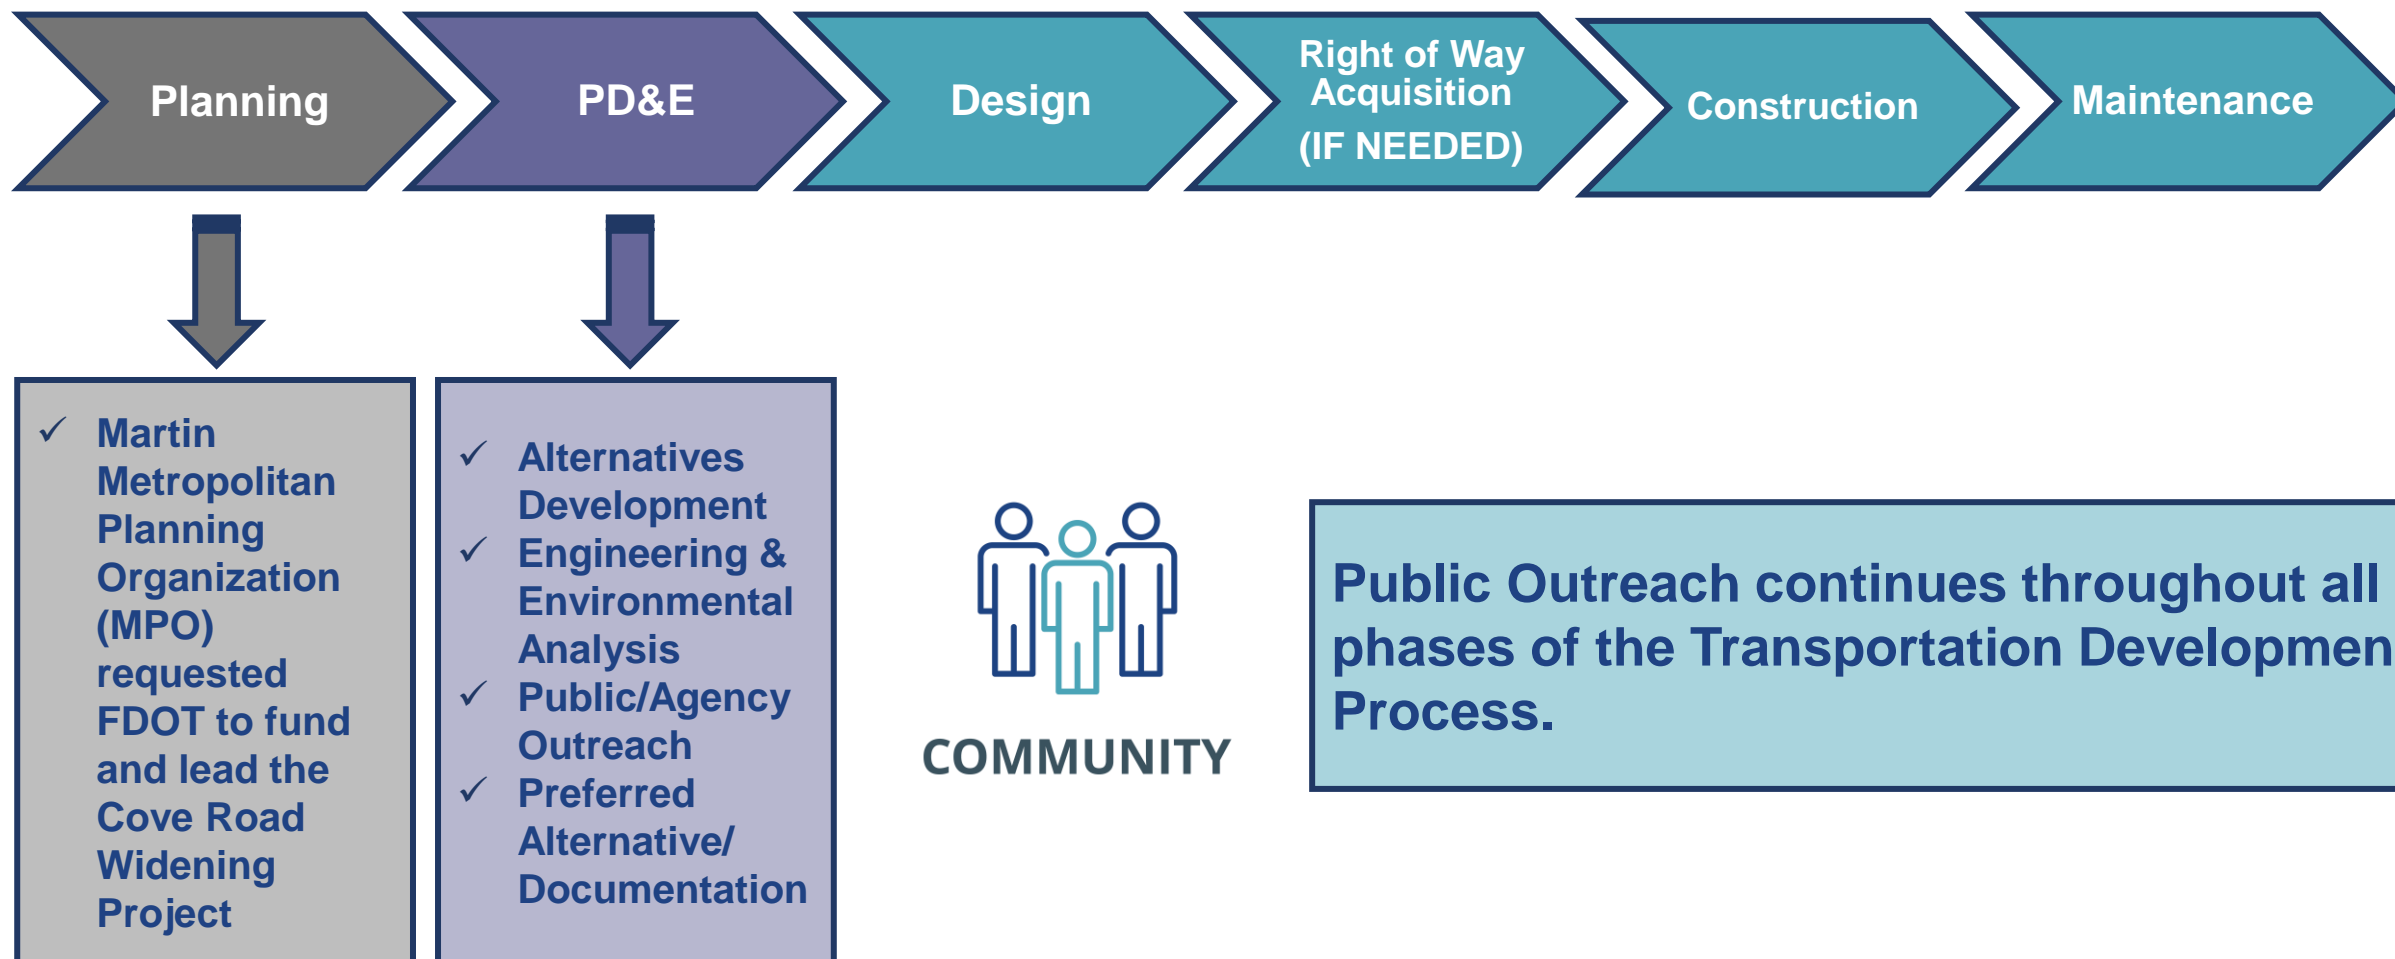 Planning
PD&E
Design
Right of Way
Acquisition
(IF NEEDED)
Construction
Maintenance
✓ Martin
Metropolitan
Planning
Organization
(MPO)
requested
FDOT to fund
and lead the
Cove Road
Widening
Project
✓ Alternatives
Development
✓ Engineering &
Environmental
Analysis
✓ Public/Agency
Outreach
✓ Preferred
Alternative/
Documentation
COMMUNITY
Public Outreach continues throughout all
phases of the Transportation Developmen
Process.